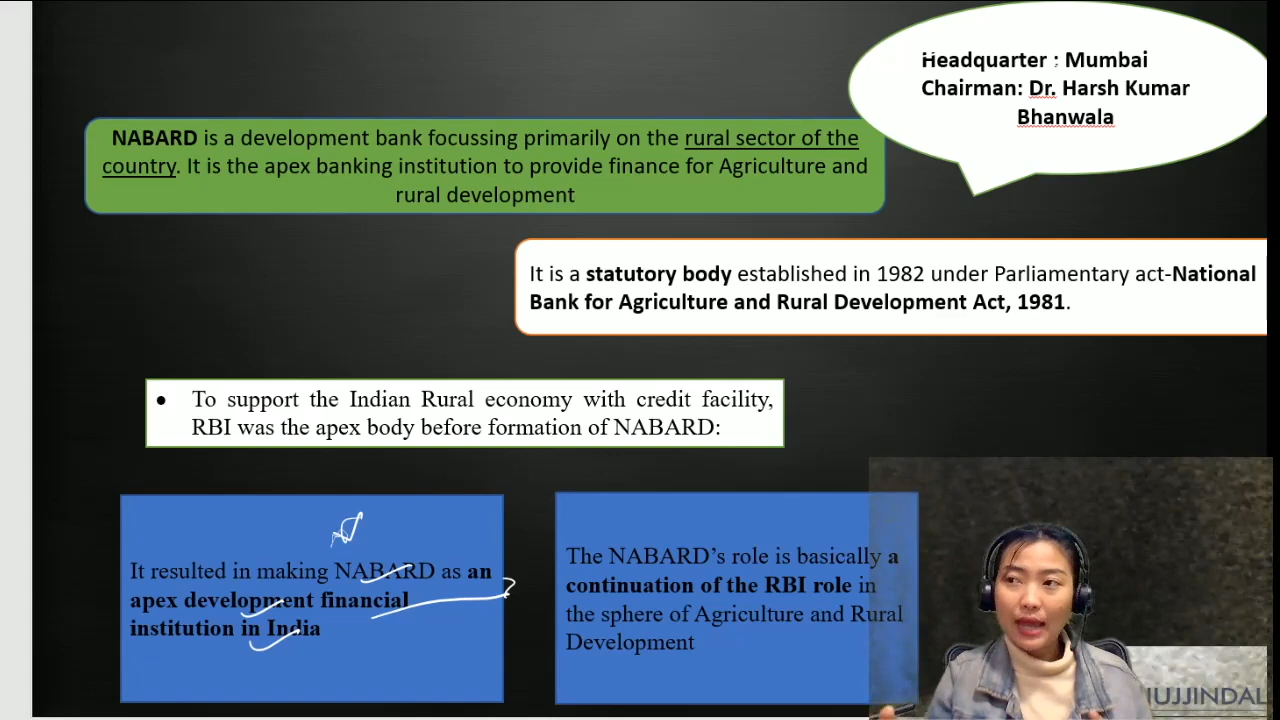 Headquarter : Mumbai
Chairman: Dr. Harsh Kumar
Bhanwala
NABARD is a development bank focussing primarily on the rural sector of the
country. It is the apex banking institution to provide finance for Agriculture and
rural development
It is a statutory body established in 1982 under Parliamentary act-National
Bank for Agriculture and Rural Development Act, 1981.
● To support the Indian Rural economy with credit facility,
RBI was the apex body before formation of NABARD:
It resulted in making NABARD as an
apex development financial
institution in India
The NABARD's role is basically a
continuation of the RBI role in
the sphere of Agriculture and Rural
Development